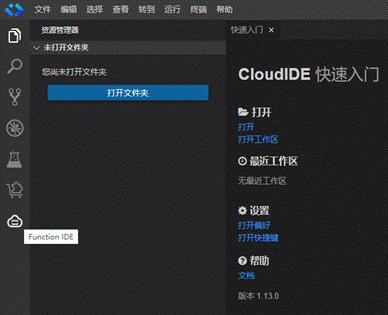 文件 编辑 选择 查看 转到 运行 终端 帮助
资源管理器
未打开文件夹
您尚未打开文件夹
打开文件夹
Function IDE
快速入门
CloudIDE 快速入门
打开
打开
打开工作区
最近工作区
无最近工作区
设置
打开偏好
打开快捷键
帮助
文档
版本 1.13.0